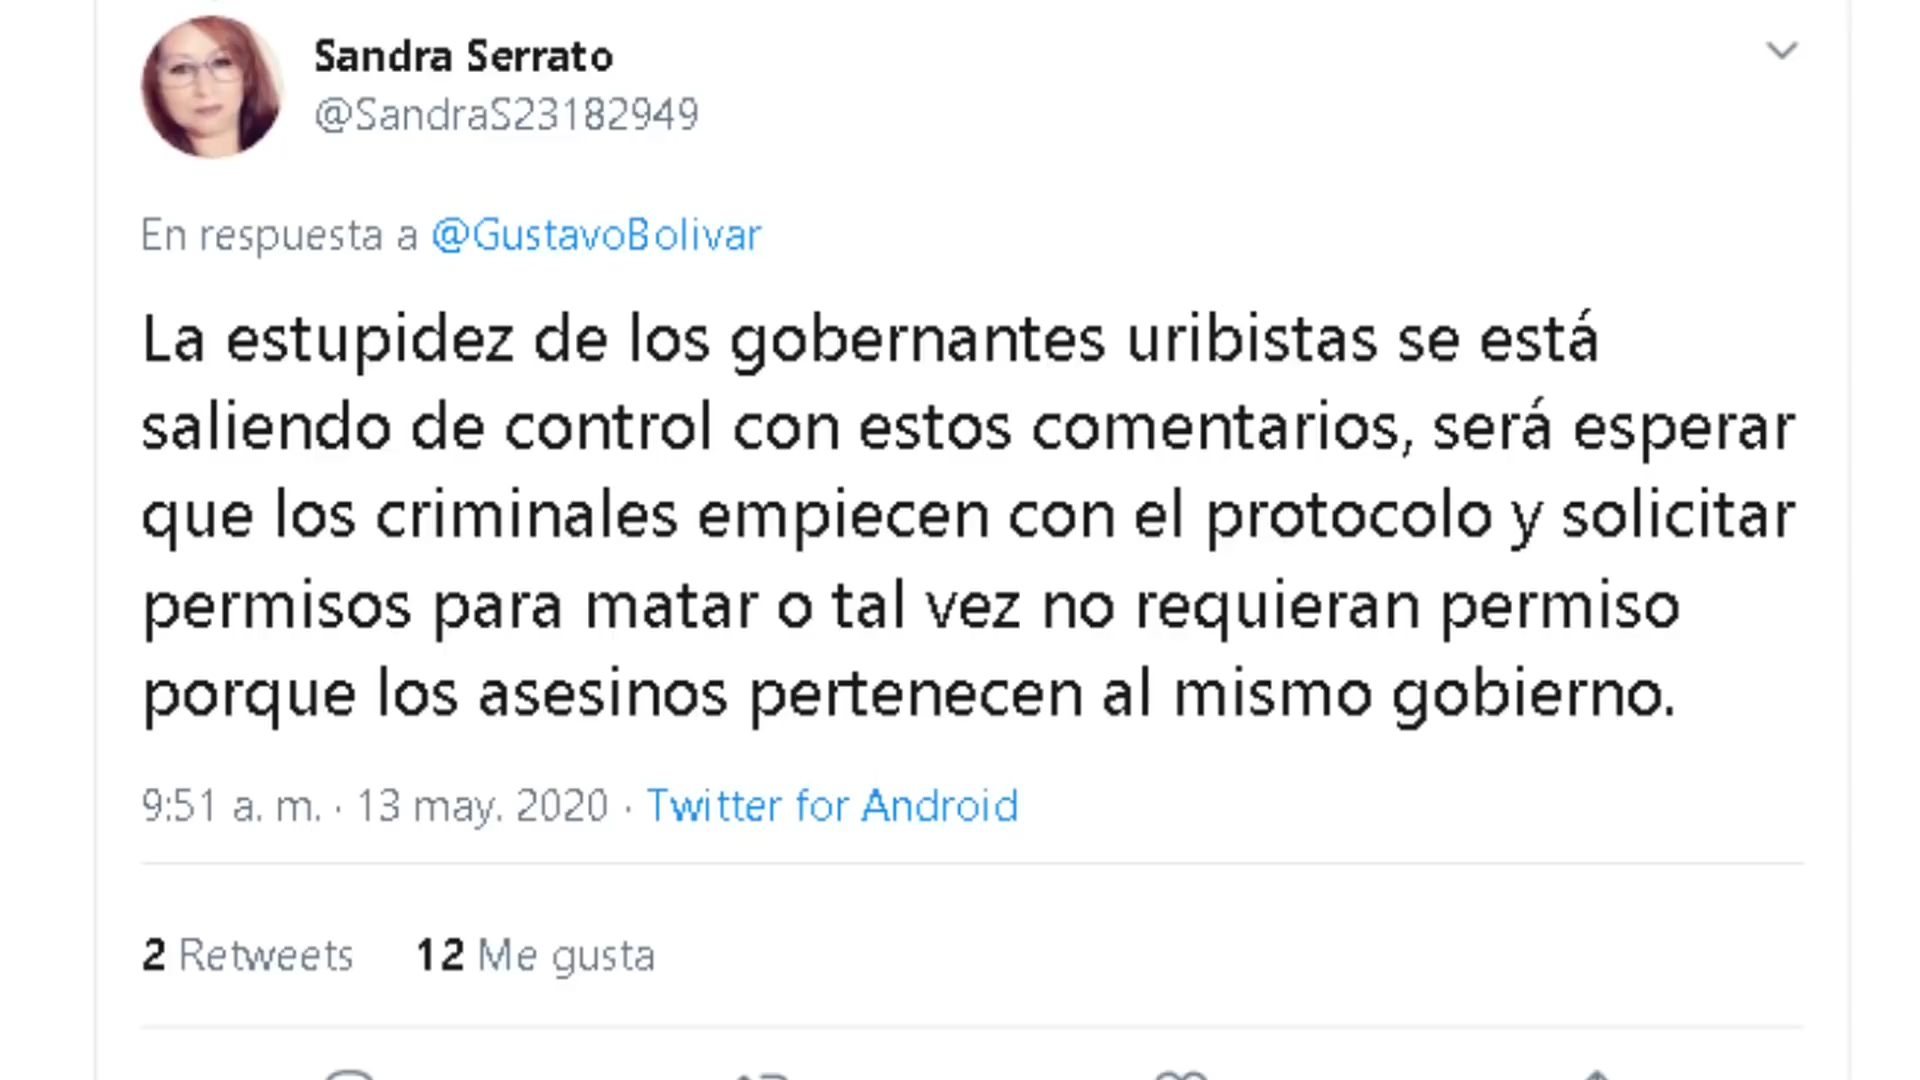 Sandra Serrato
@SandraS23182949
En respuesta a @GustavoBolivar
La estupidez de los gobernantes uribistas se está
saliendo de control con estos comentarios, será esperar
que los criminales empiecen con el protocolo y solicitar
permisos para matar o tal vez no requieran permiso
porque los asesinos pertenecen al mismo gobierno.
9:51 a. m. · 13 may. 2020 · Twitter for Android
2 Retweets 12 Me gusta